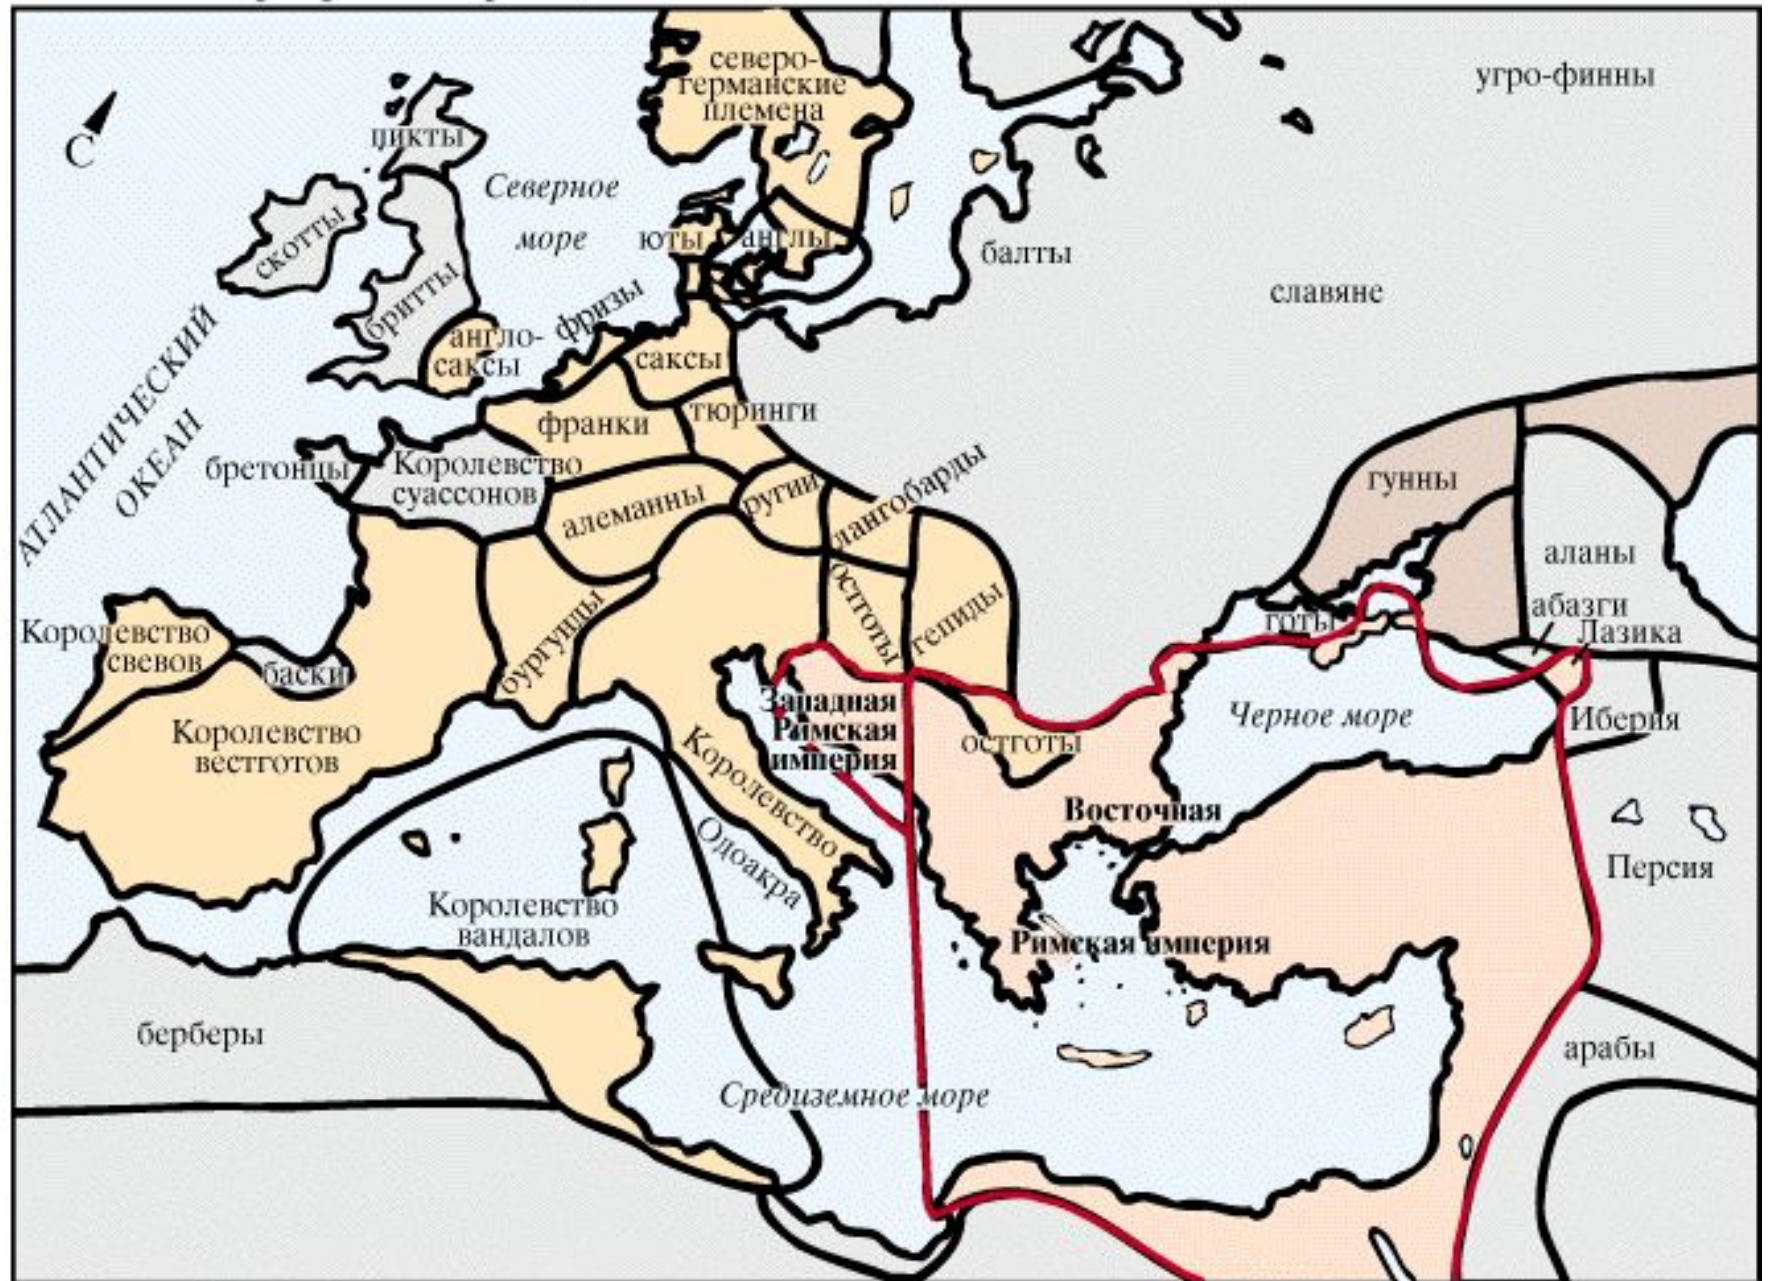 северо-
германские
племена
угро-финны
С
пикты
Северное
море
скотты
юты
англы
балты
бритты
фризы
славяне
АТЛАНТИЧЕСКИЙ
ОКЕАН
англо-
саксы
саксы
франки
тюринги
бретонцы
Королевство
суассонов
алеманны
ругии
лангобарды
гунны
аланы
Королевство
свевов
баски
бургунды
остготы
гепиды
готы
абазги
Лазика
Королевство
вестготов
Западная
Римская
империя
остготы
Черное море
Иберия
Королевство
Одоакра
Восточная
Римская империя
Персия
Королевство
вандалов
берберы
Средиземное море
арабы